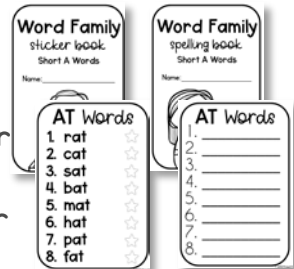 Word Family
sticker book
Short A Words
Name:
Word Family
spelling book
Short A Words
Name:
AT Words
1. rat
2. cat
3. sat
4. bat
5. mat
6. hat
7. pat
8. fat
AT Words
1.
2.
3.
4.
5.
6.
7.
8.